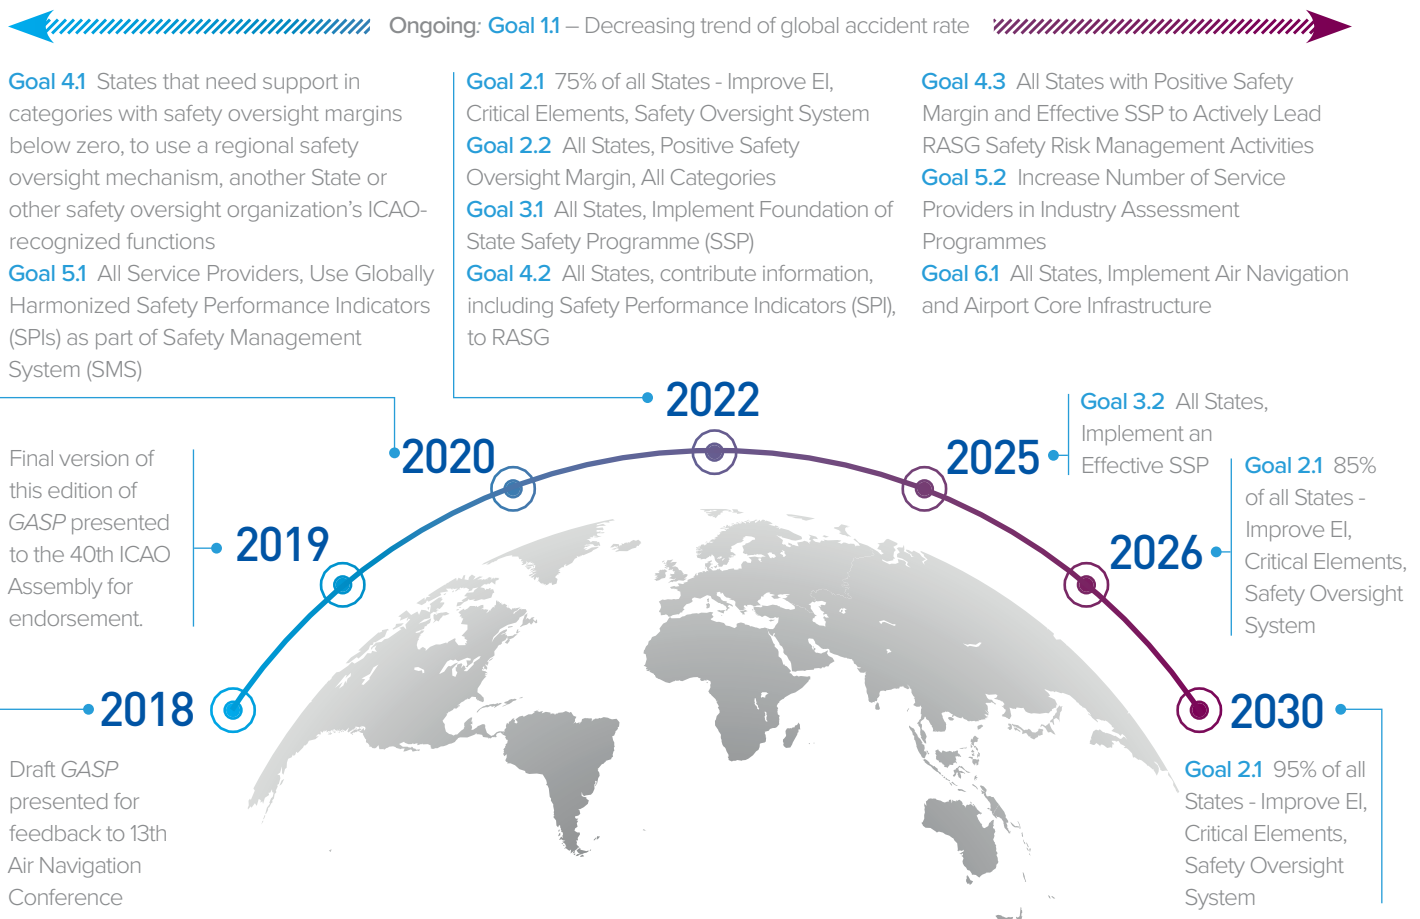 Ongoing: Goal 1.1 – Decreasing trend of global accident rate
Goal 4.1 States that need support in
categories with safety oversight margins
below zero, to use a regional safety
oversight mechanism, another State or
other safety oversight organization’s ICAO-
recognized functions
Goal 5.1 All Service Providers, Use Globally
Harmonized Safety Performance Indicators
(SPIs) as part of Safety Management
System (SMS)
Goal 2.1 75% of all States - Improve EI,
Critical Elements, Safety Oversight System
Goal 2.2 All States, Positive Safety
Oversight Margin, All Categories
Goal 3.1 All States, Implement Foundation of
State Safety Programme (SSP)
Goal 4.2 All States, contribute information,
including Safety Performance Indicators (SPI),
to RASG
Goal 4.3 All States with Positive Safety
Margin and Effective SSP to Actively Lead
RASG Safety Risk Management Activities
Goal 5.2 Increase Number of Service
Providers in Industry Assessment
Programmes
Goal 6.1 All States, Implement Air Navigation
and Airport Core Infrastructure
2022
2020
2025
Goal 3.2 All States,
Implement an
Effective SSP
Final version of
this edition of
GASP presented
to the 40th ICAO
Assembly for
endorsement.
2019
2026
Goal 2.1 85%
of all States -
Improve EI,
Critical Elements,
Safety Oversight
System
2018
Draft GASP
presented for
feedback to 13th
Air Navigation
Conference
2030
Goal 2.1 95% of all
States - Improve EI,
Critical Elements,
Safety Oversight
System